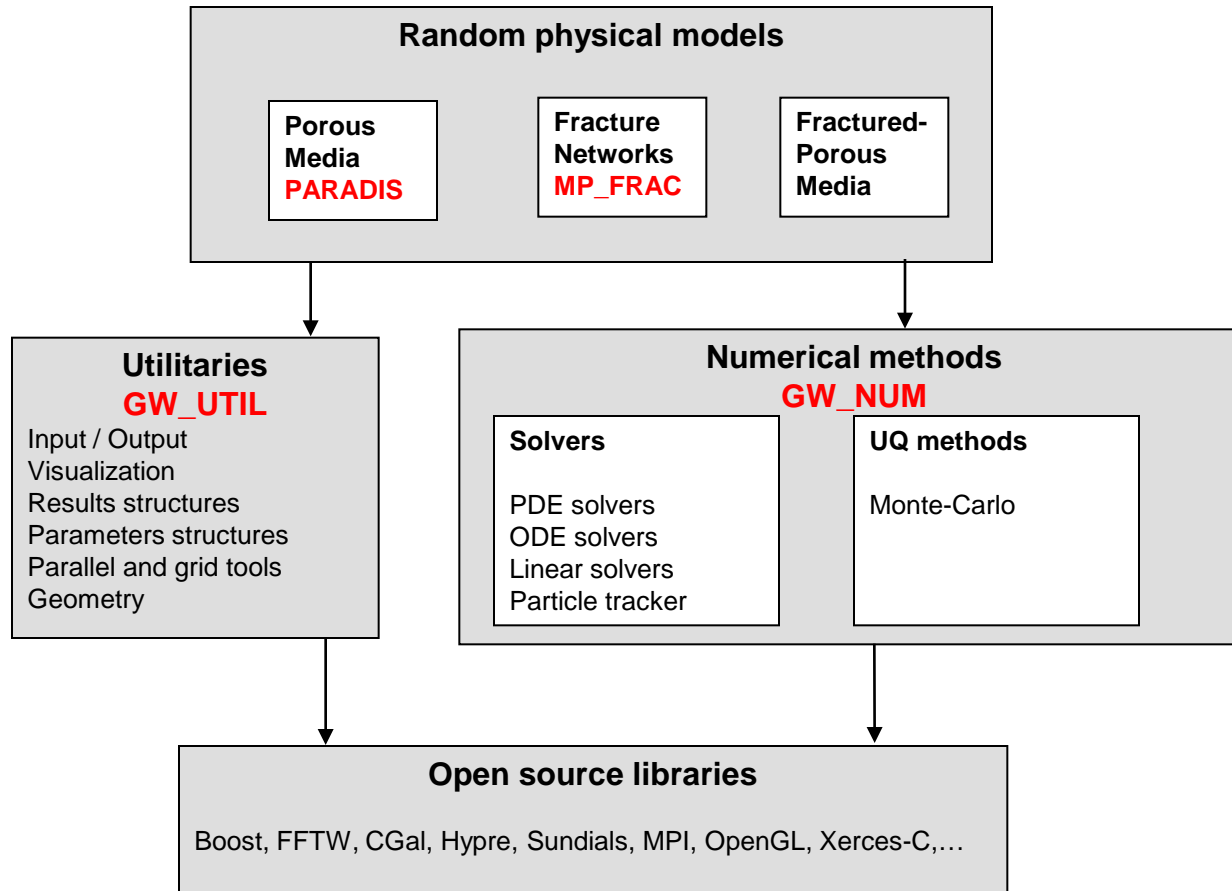 Random physical models
Porous
Media
PARADIS
Fracture
Networks
MP_FRAC
Fractured-
Porous
Media
Utilitaries
GW_UTIL
Input / Output
Visualization
Results structures
Parameters structures
Parallel and grid tools
Geometry
Numerical methods
GW_NUM
Solvers
PDE solvers
ODE solvers
Linear solvers
Particle tracker
UQ methods
Monte-Carlo
Open source libraries
Boost, FFTW, CGal, Hypre, Sundials, MPI, OpenGL, Xerces-C,…